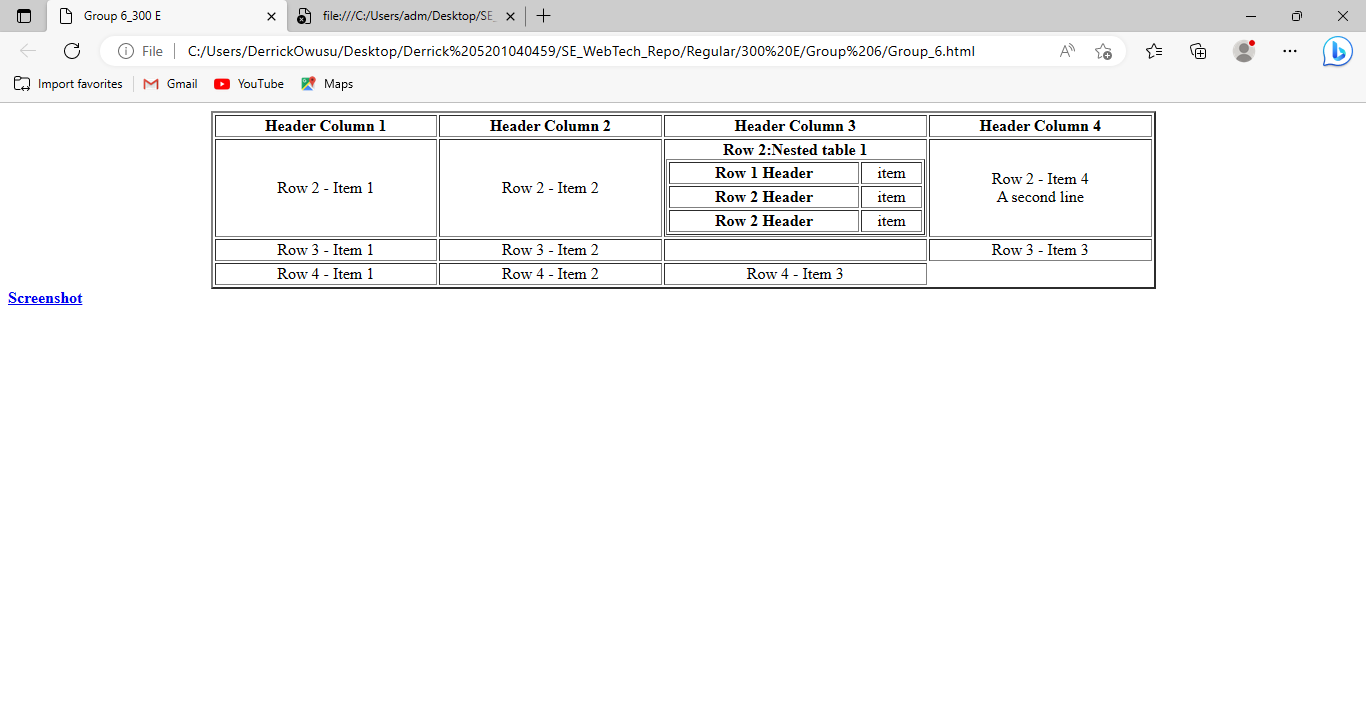 Group 6_300 E
file:///C:/Users/adm/Desktop/SE_
File
C:/Users/DerrickOwusu/Desktop/Derrick%205201040459/SE_WebTech_Repo/Regular/300%20E/Group%206/Group_6.html
Import favorites Gmail YouTube Maps
Header Column 1 Header Column 2 Header Column 3 Header Column 4
Row 2 - Item 1 Row 2 - Item 2
Row 2:Nested table 1
Row 1 Header item
Row 2 Header item
Row 2 Header item
Row 2 - Item 4
A second line
Row 3 - Item 1 Row 3 - Item 2 Row 3 - Item 3
Row 4 - Item 1 Row 4 - Item 2 Row 4 - Item 3
Screenshot